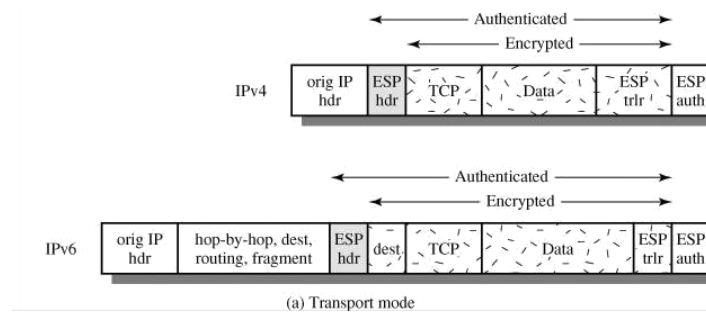 Authenticated
Encrypted
IPv4
orig IP
hdr
ESP
hdr
TCP
Data
ESP
trlr
ESP
auth
Authenticated
Encrypted
IPv6
orig IP
hdr
hop-by-hop, dest,
routing, fragment
ESP
hdr
dest
TCP
Data
ESP
trlr
ESP
auth
(a) Transport mode